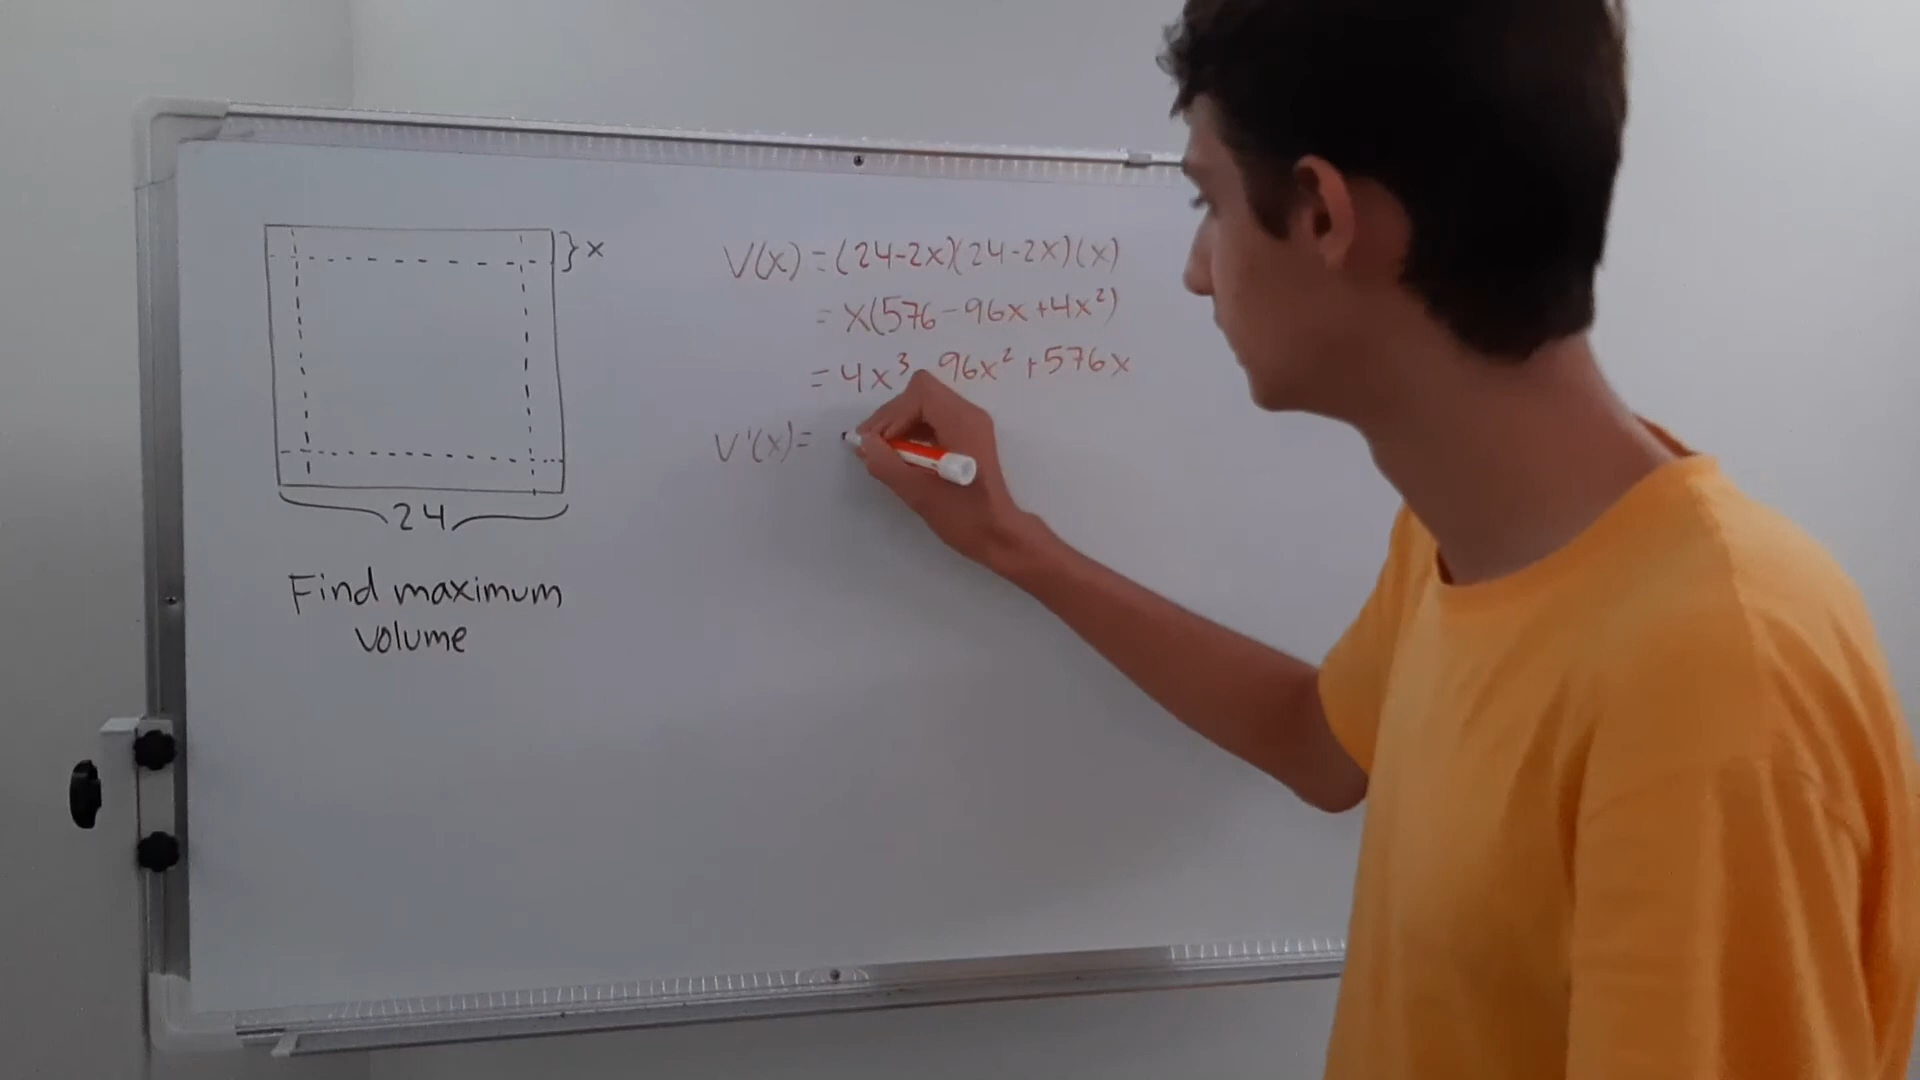 x
24
Find maximum
volume
V(x) = (24-2x)(24-2x)(x)
= x(576-96x+4x²)
= 4x³ 96x² +576x
V'(x)=